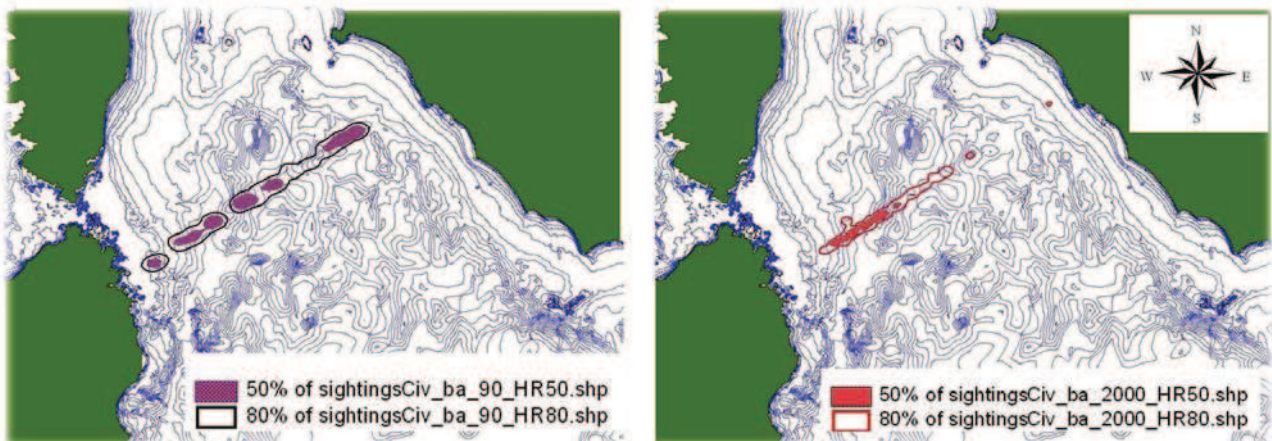 N
W E
S
50% of sightingsCiv_ba_90_HR50.shp
80% of sightingsCiv_ba_90_HR80.shp
50% of sightingsCiv_ba_2000_HR50.shp
80% of sightingsCiv_ba_2000_HR80.shp